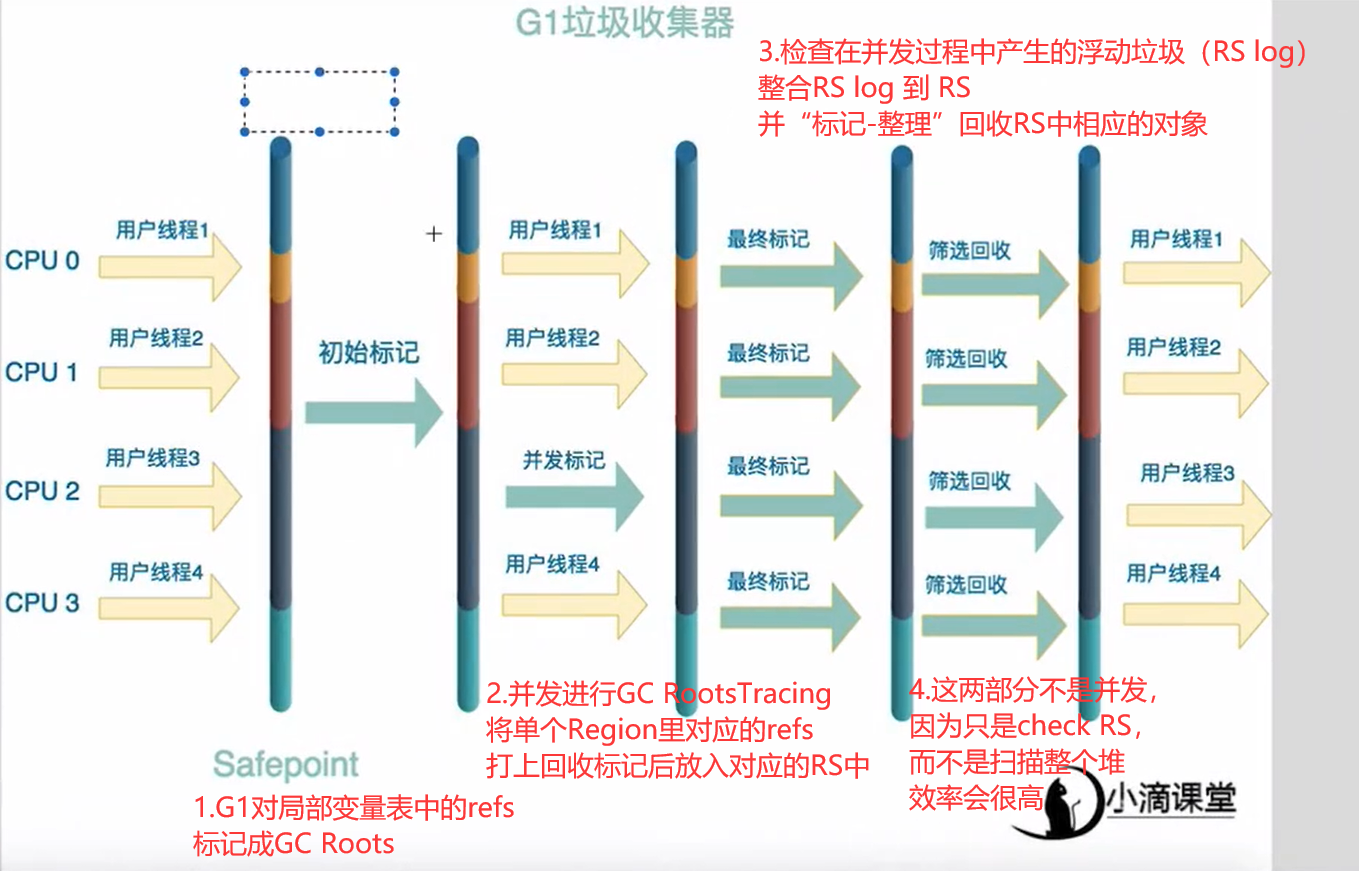 G1垃圾收集器
3.检查在并发过程中产生的浮动垃圾（RS log）
整合RS log 到 RS
并“标记-整理”回收RS中相应的对象
用户线程1
用户线程1
最终标记
筛选回收
用户线程1
CPU 0
用户线程2
用户线程2
最终标记
筛选回收
用户线程2
CPU 1
初始标记
用户线程3
并发标记
最终标记
筛选回收
用户线程3
CPU 2
用户线程4
用户线程4
最终标记
筛选回收
用户线程4
CPU 3
2.并发进行GC RootsTracing
将单个Region里对应的refs
打上回收标记后放入对应的RS中
4.这两部分不是并发，
因为只是check RS，
而不是扫描整个堆
效率会很高
Safepoint
1.G1对局部变量表中的refs
标记成GC Roots
小滴课堂